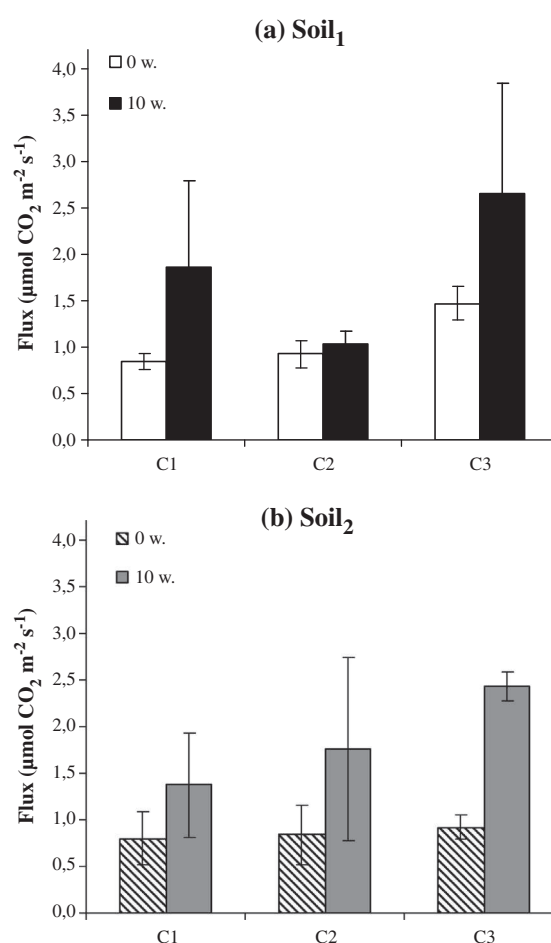 (a) Soil1
Flux (µmol CO2 m-2 s-1)
4,0
3,5
3,0
2,5
2,0
1,5
1,0
0,5
0,0
0 w.
10 w.
C1 C2 C3
(b) Soil2
Flux (µmol CO2 m-2 s-1)
4,0
3,5
3,0
2,5
2,0
1,5
1,0
0,5
0,0
0 w.
10 w.
C1 C2 C3